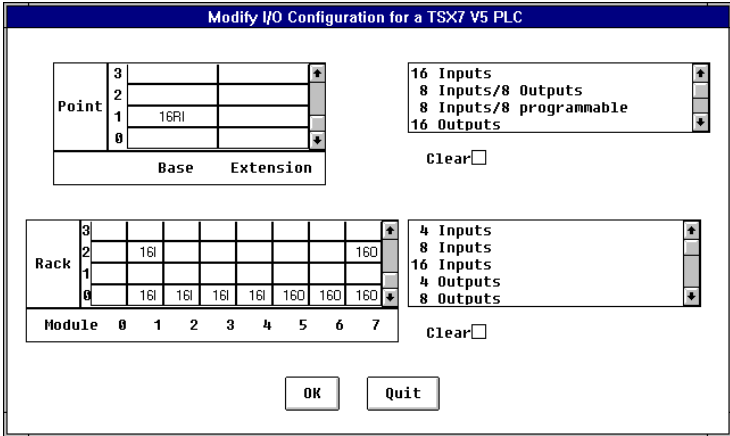 Modify I/O Configuration for a TSX7 V5 PLC
3
2
Point
1 16RI
0
Base Extension
16 Inputs
8 Inputs/8 Outputs
8 Inputs/8 programmable
16 Outputs
Clear
3
2 16I 16O
Rack
1
0 16I 16I 16I 16I 16O 16O 16O
Module 0 1 2 3 4 5 6 7
4 Inputs
8 Inputs
16 Inputs
4 Outputs
8 Outputs
Clear
OK Quit